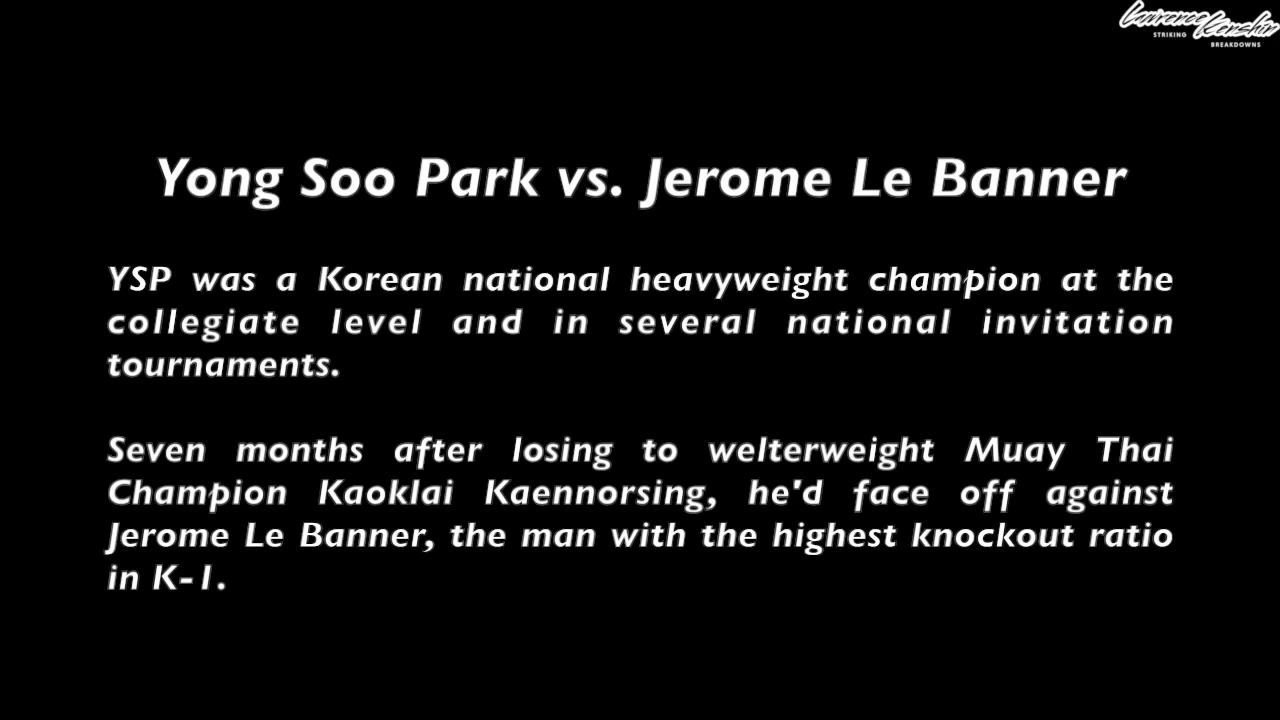 Lawrence Kenshin
STRIKING
BREAKDOWNS
Yong Soo Park vs. Jerome Le Banner
YSP was a Korean national heavyweight champion at the
collegiate level and in several national invitation
tournaments.
Seven months after losing to welterweight Muay Thai
Champion Kaoklai Kaennorsing, he'd face off against
Jerome Le Banner, the man with the highest knockout ratio
in K-1.